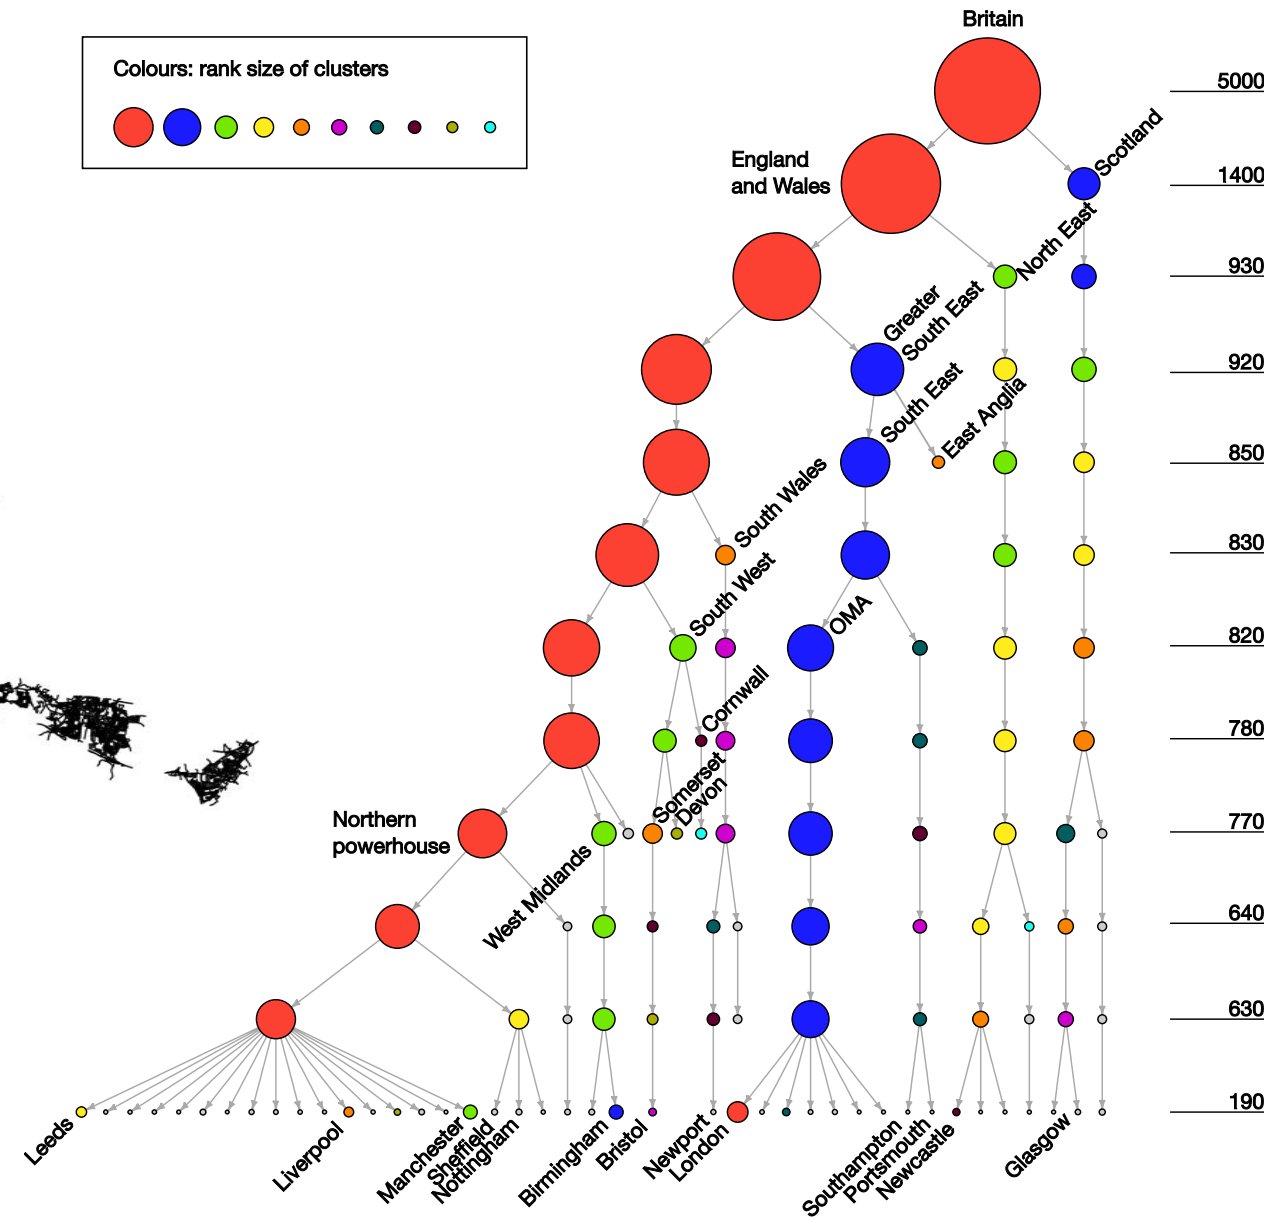 Britain
Colours: rank size of clusters
5000
Scotland
England
and Wales
1400
North East
930
Greater
South East
920
South East
East Anglia
850
South Wales
830
South West
OMA
820
Cornwall
780
Somerset
Devon
Northern
powerhouse
770
West Midlands
640
630
190
Leeds
Liverpool
Manchester
Sheffield
Nottingham
Birmingham
Bristol
Newport
London
Southampton
Portsmouth
Newcastle
Glasgow